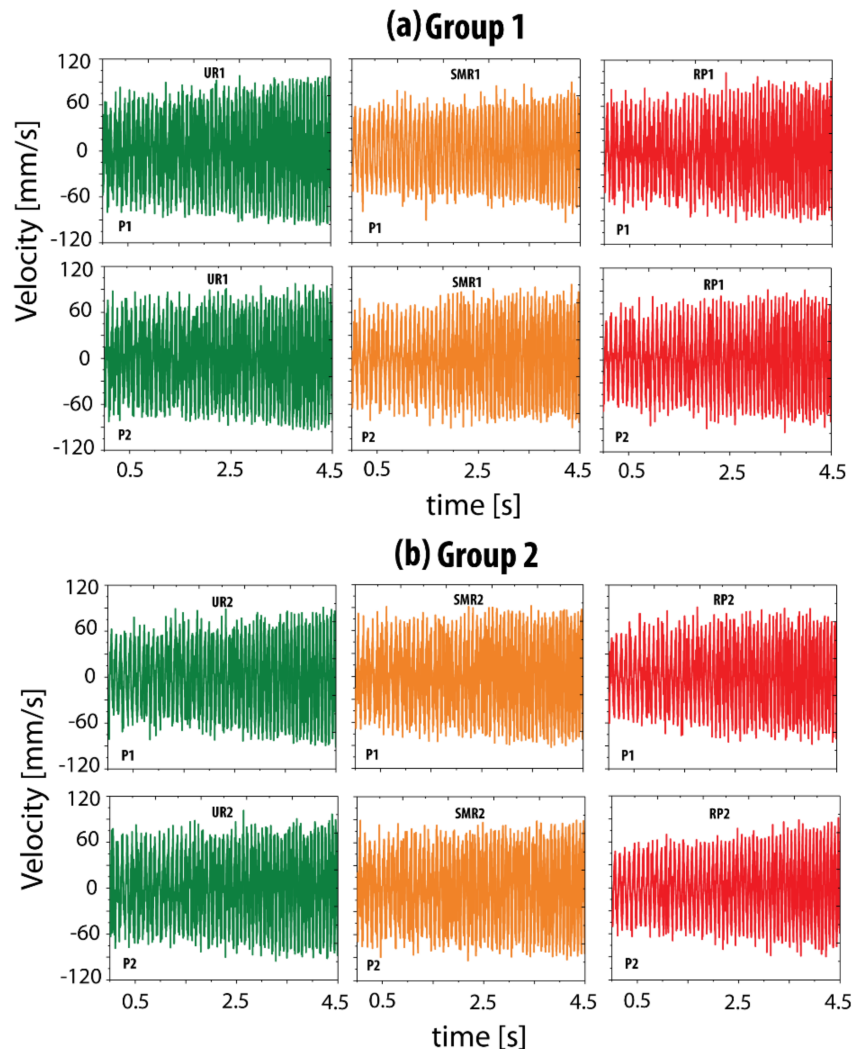 (a) Group 1
UR1 SMR1 RP1
120
60
0
-60
-120
P1 P1 P1
UR1 SMR1 RP1
120
60
0
-60
-120
P2 P2 P2
Velocity [mm/s]
0.5 2.5 4.5 0.5 2.5 4.5 0.5 2.5 4.5
time [s]
(b) Group 2
UR2 SMR2 RP2
120
60
0
-60
-120
P1 P1 P1
UR2 SMR2 RP2
120
60
0
-60
-120
P2 P2 P2
Velocity [mm/s]
0.5 2.5 4.5 0.5 2.5 4.5 0.5 2.5 4.5
time [s]